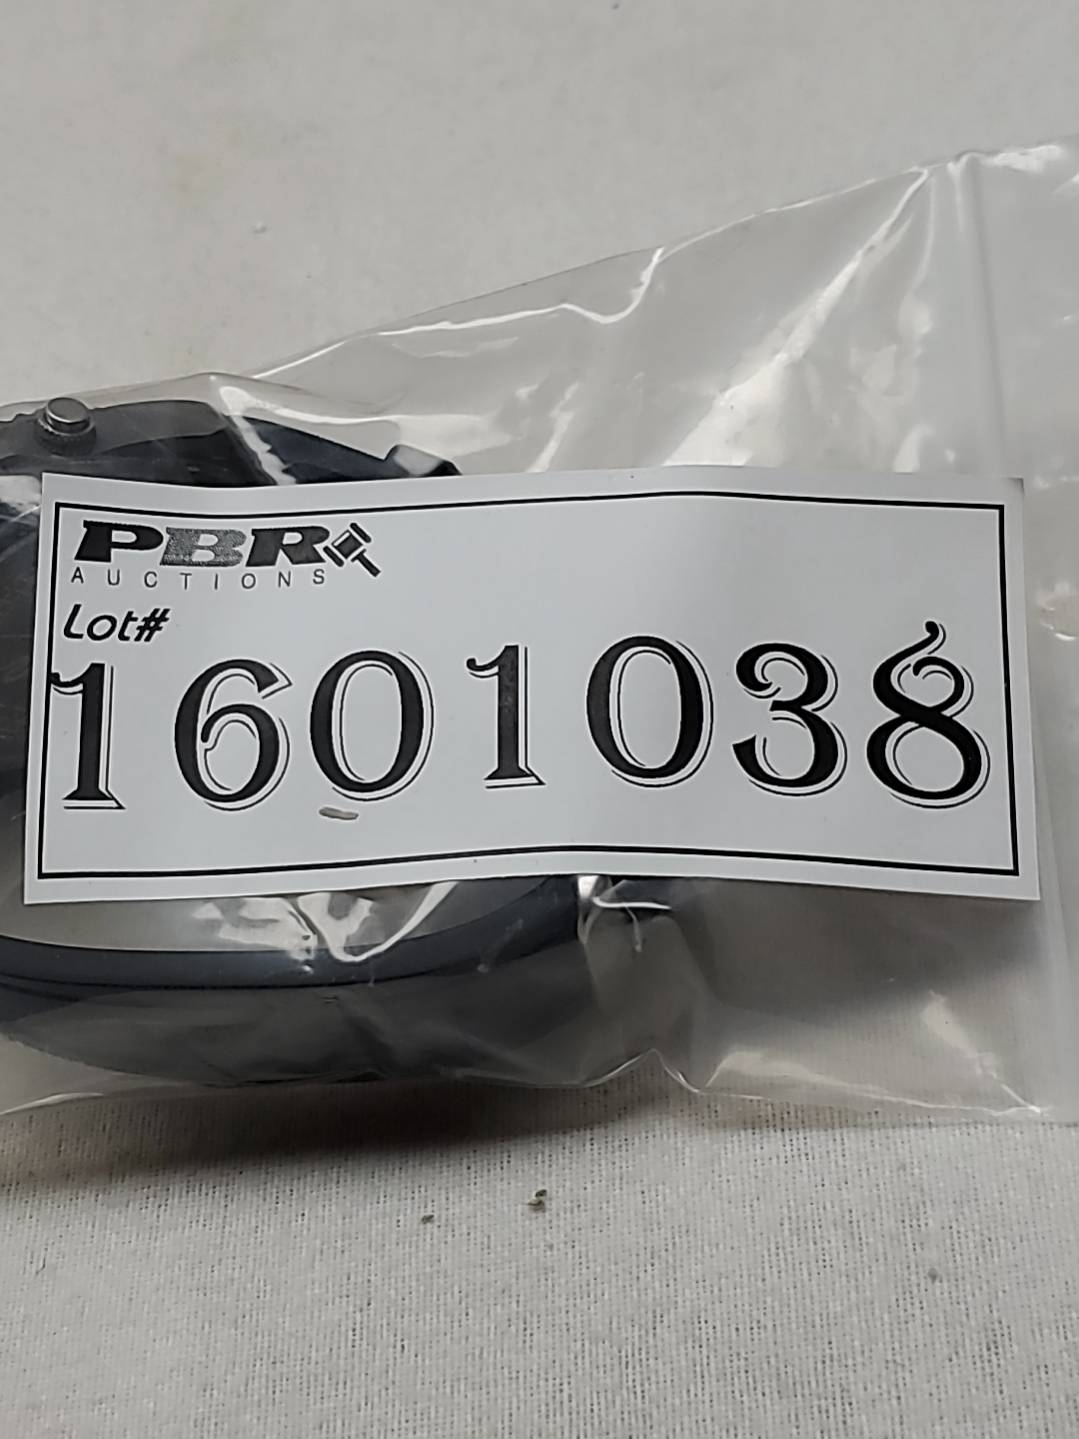 PBR
AUCTIONS
Lot#
1601038